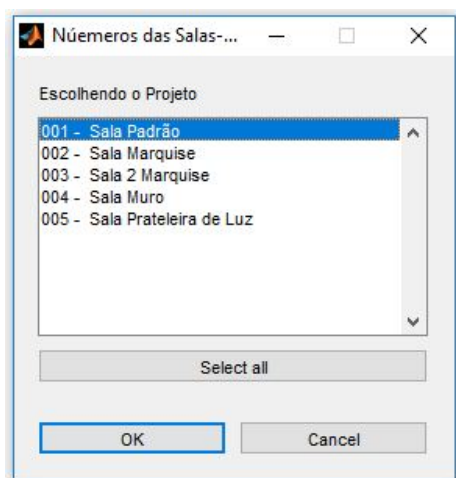 Núemeros das Salas-...
Escolhendo o Projeto
001 - Sala Padrão
002 - Sala Marquise
003 - Sala 2 Marquise
004 - Sala Muro
005 - Sala Prateleira de Luz
Select all
OK Cancel